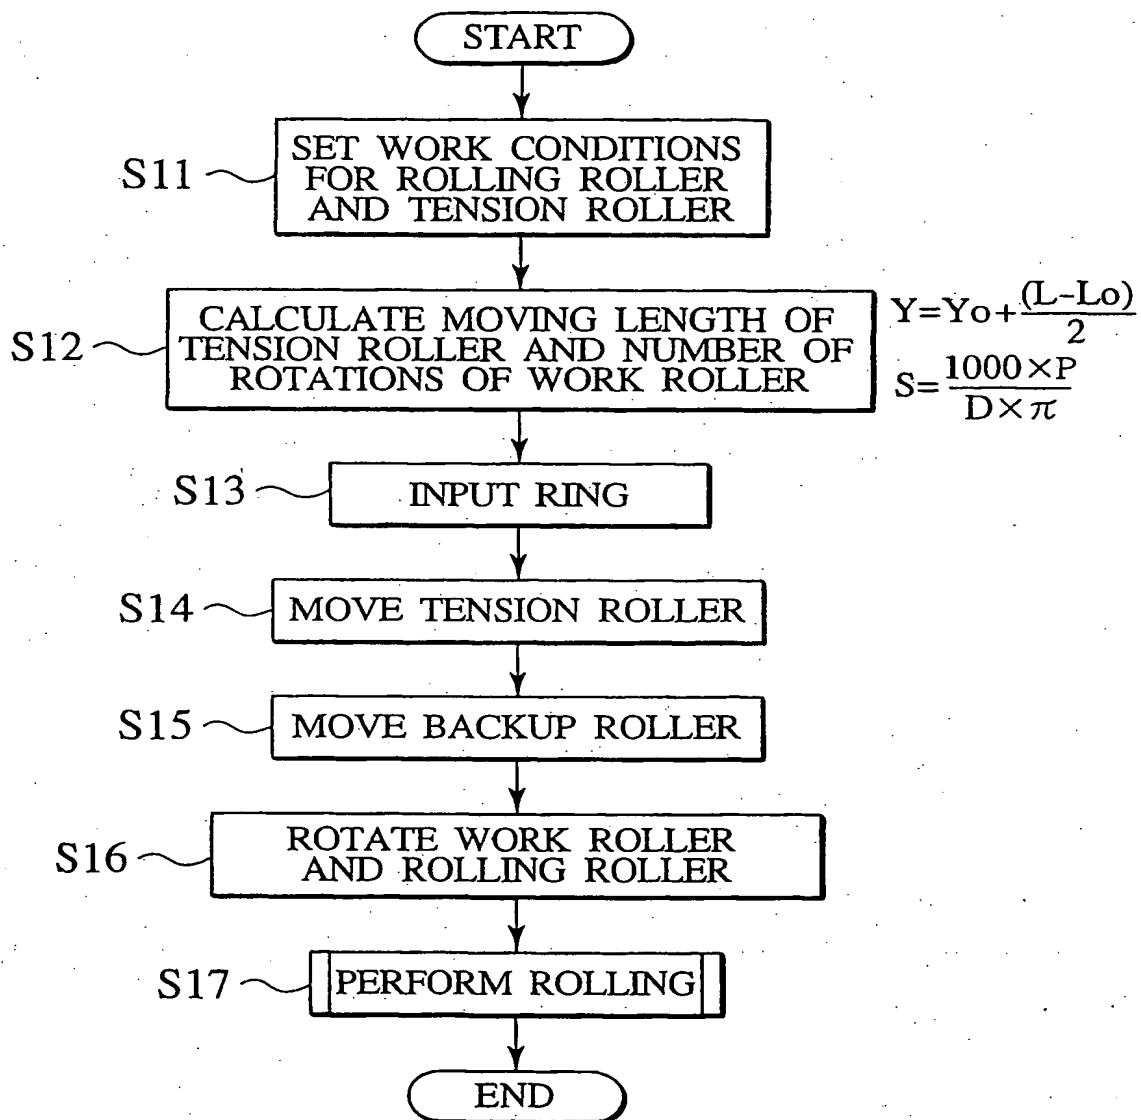 START
S11
SET WORK CONDITIONS
FOR ROLLING ROLLER
AND TENSION ROLLER
S12
CALCULATE MOVING LENGTH OF
TENSION ROLLER AND NUMBER OF
ROTATIONS OF WORK ROLLER
Y=Yo+(L-Lo)/2
S=1000×P/D×π
S13
INPUT RING
S14
MOVE TENSION ROLLER
S15
MOVE BACKUP ROLLER
S16
ROTATE WORK ROLLER
AND ROLLING ROLLER
S17
PERFORM ROLLING
END